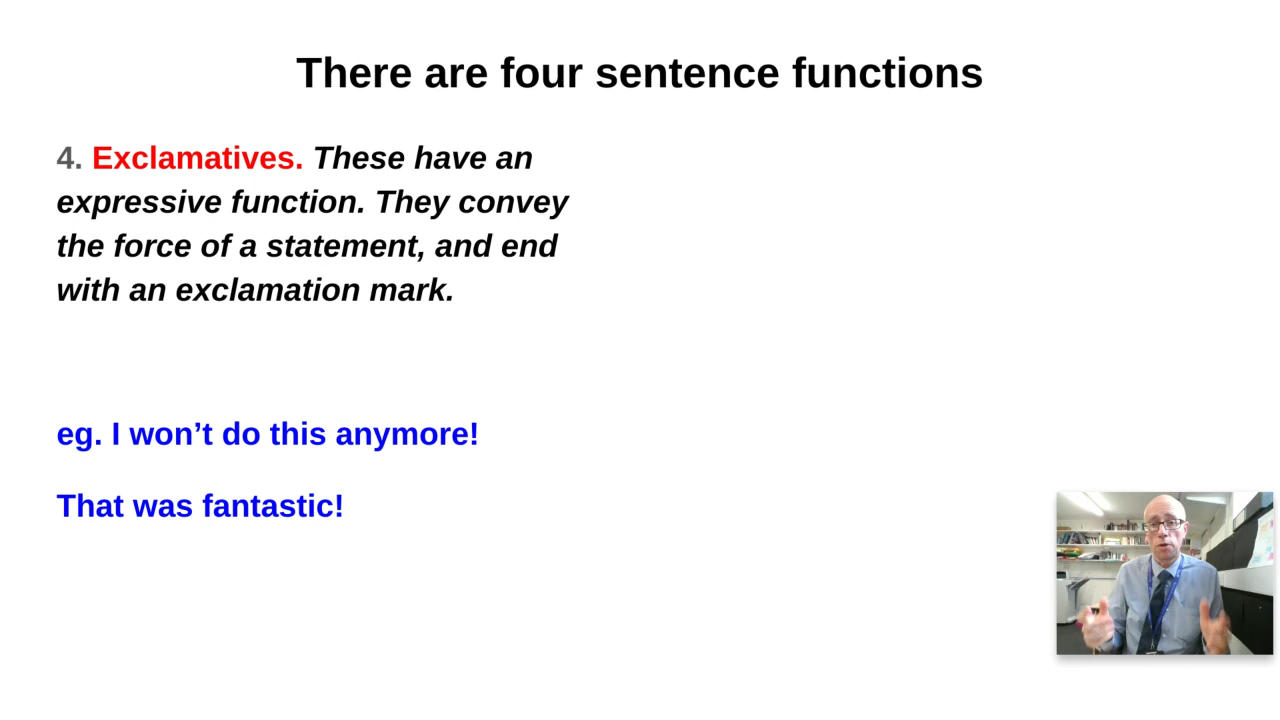 There are four sentence functions
4. Exclamatives. These have an
expressive function. They convey
the force of a statement, and end
with an exclamation mark.
eg. I won’t do this anymore!
That was fantastic!